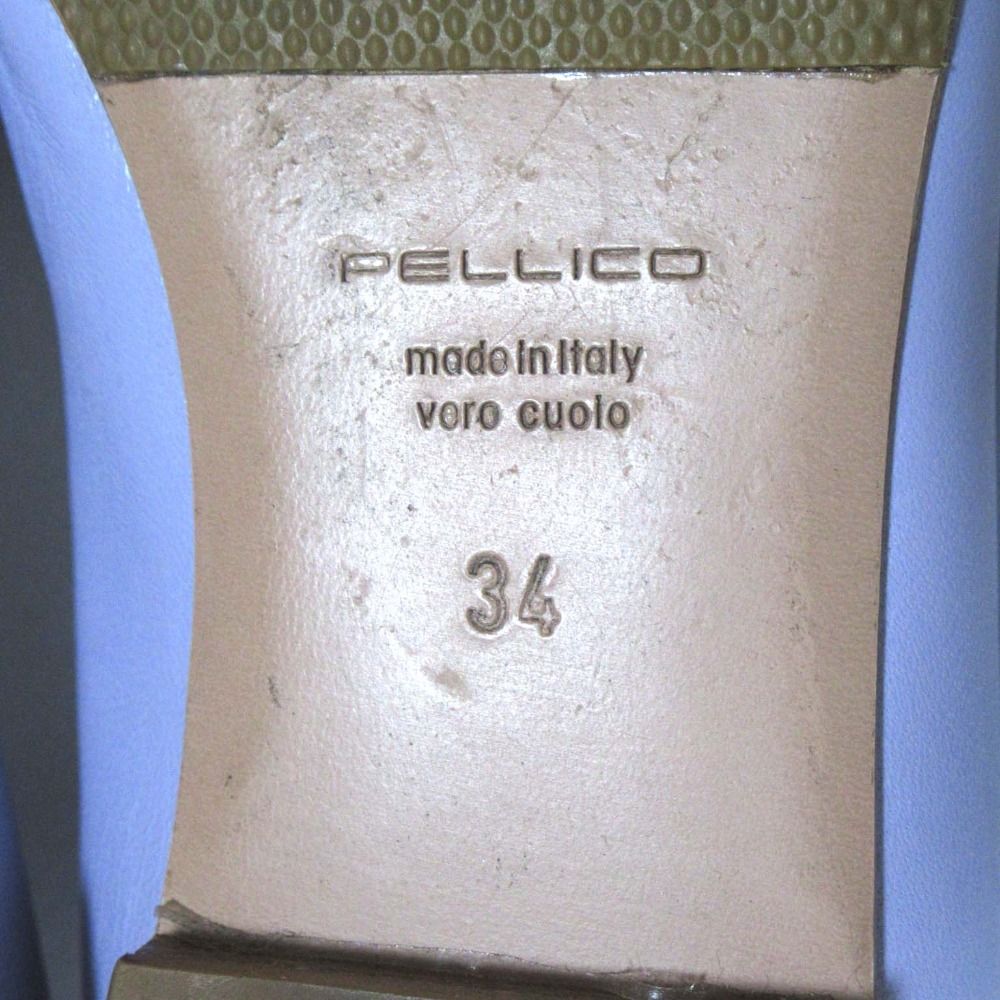 PELLICO
made in Italy
vero cuoio
34